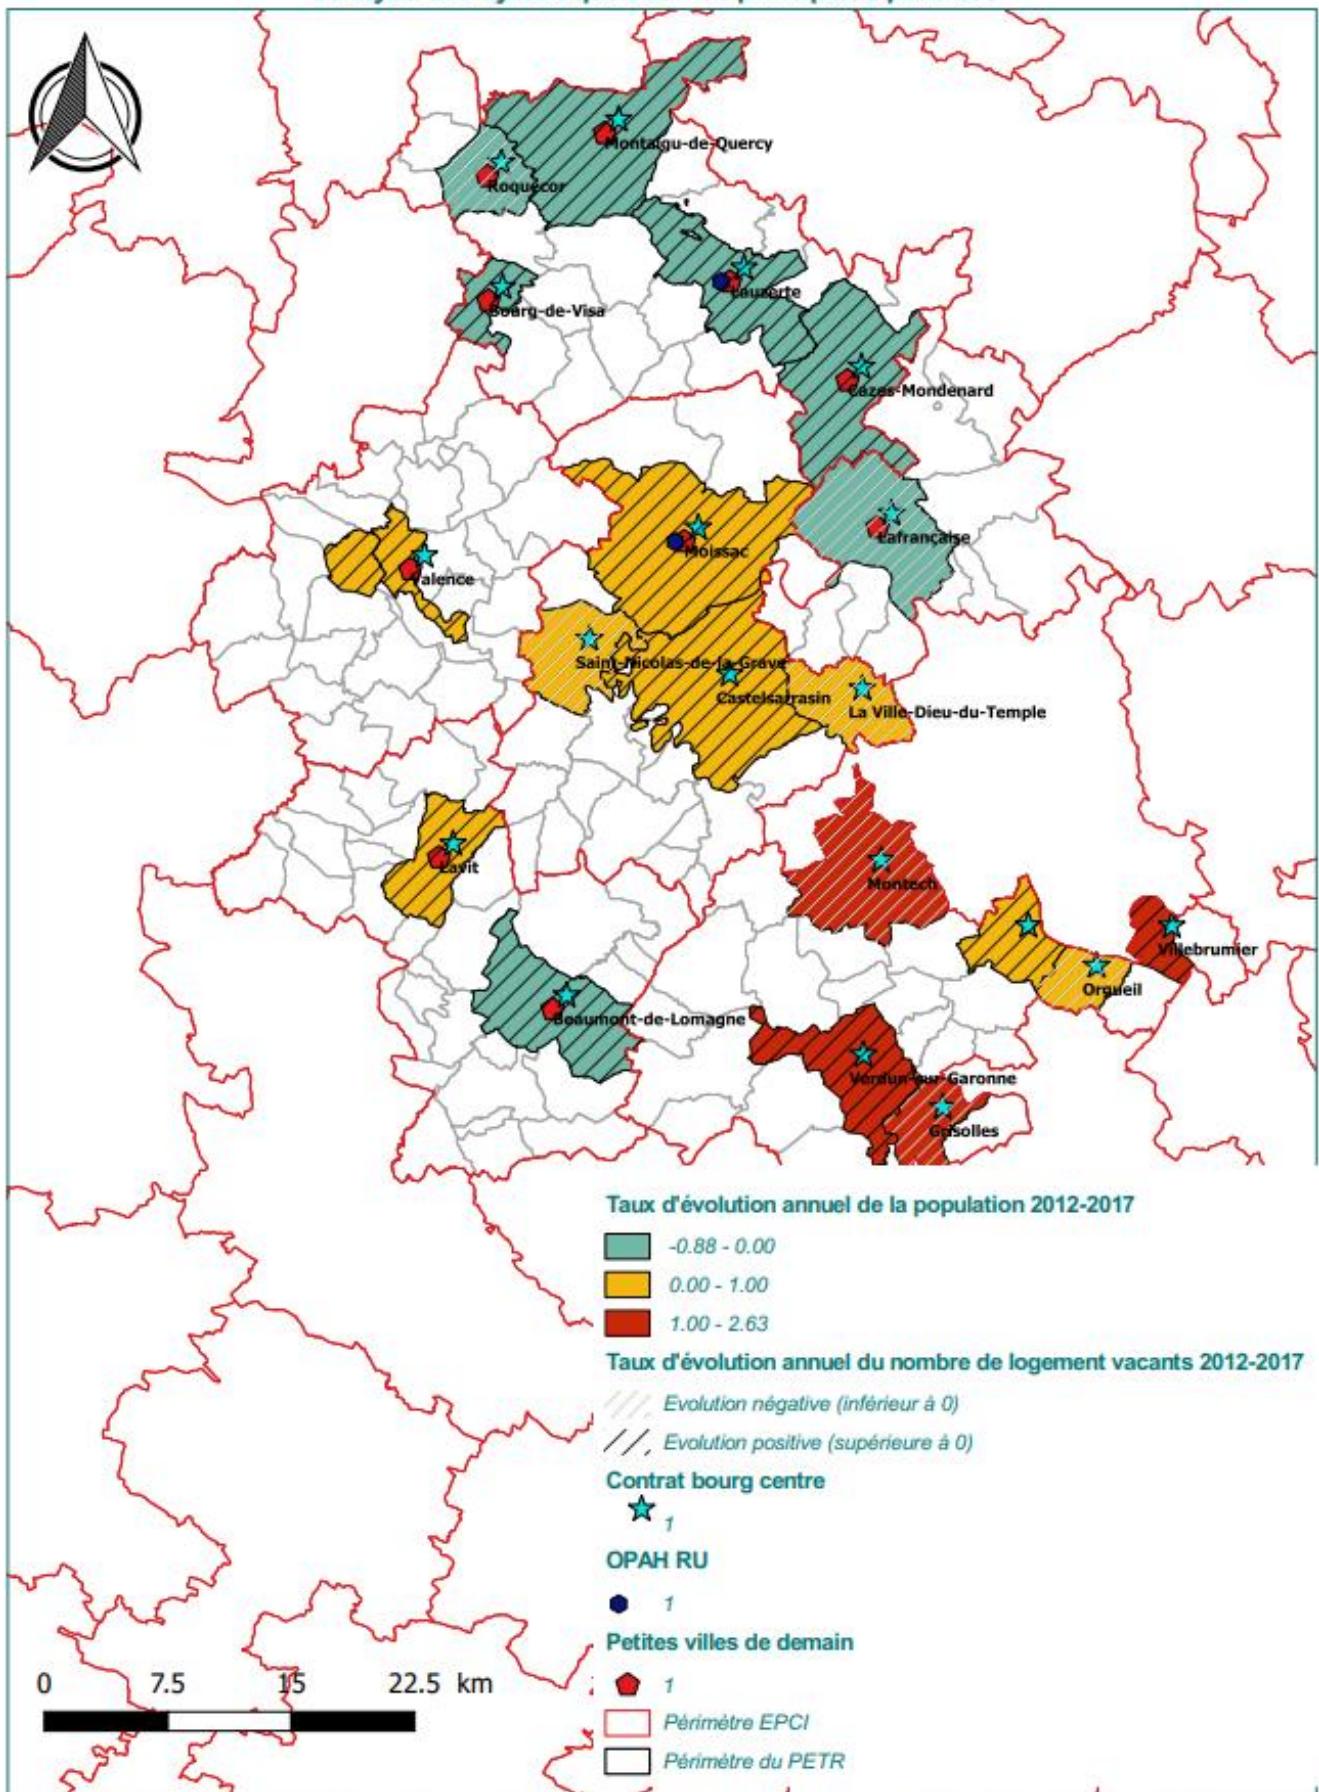 Montaigu-de-Quercy
Roquecor
Lauzerte
Bourg-de-Visa
Cazes-Mondenard
Lafrançaise
Moissac
Valence
Saint-Nicolas-de-la-Grave
Castelsarrasin
La Ville-Dieu-du-Temple
Lavit
Montech
Villebrumier
Orgueil
Beaumont-de-Lomagne
Verdun-sur-Garonne
Grisolles
Taux d'évolution annuel de la population 2012-2017
-0.88 - 0.00
0.00 - 1.00
1.00 - 2.63
Taux d'évolution annuel du nombre de logement vacants 2012-2017
Evolution négative (inférieur à 0)
Evolution positive (supérieure à 0)
Contrat bourg centre
1
OPAH RU
1
Petites villes de demain
1
Périmètre EPCI
Périmètre du PETR
0 7.5 15 22.5 km